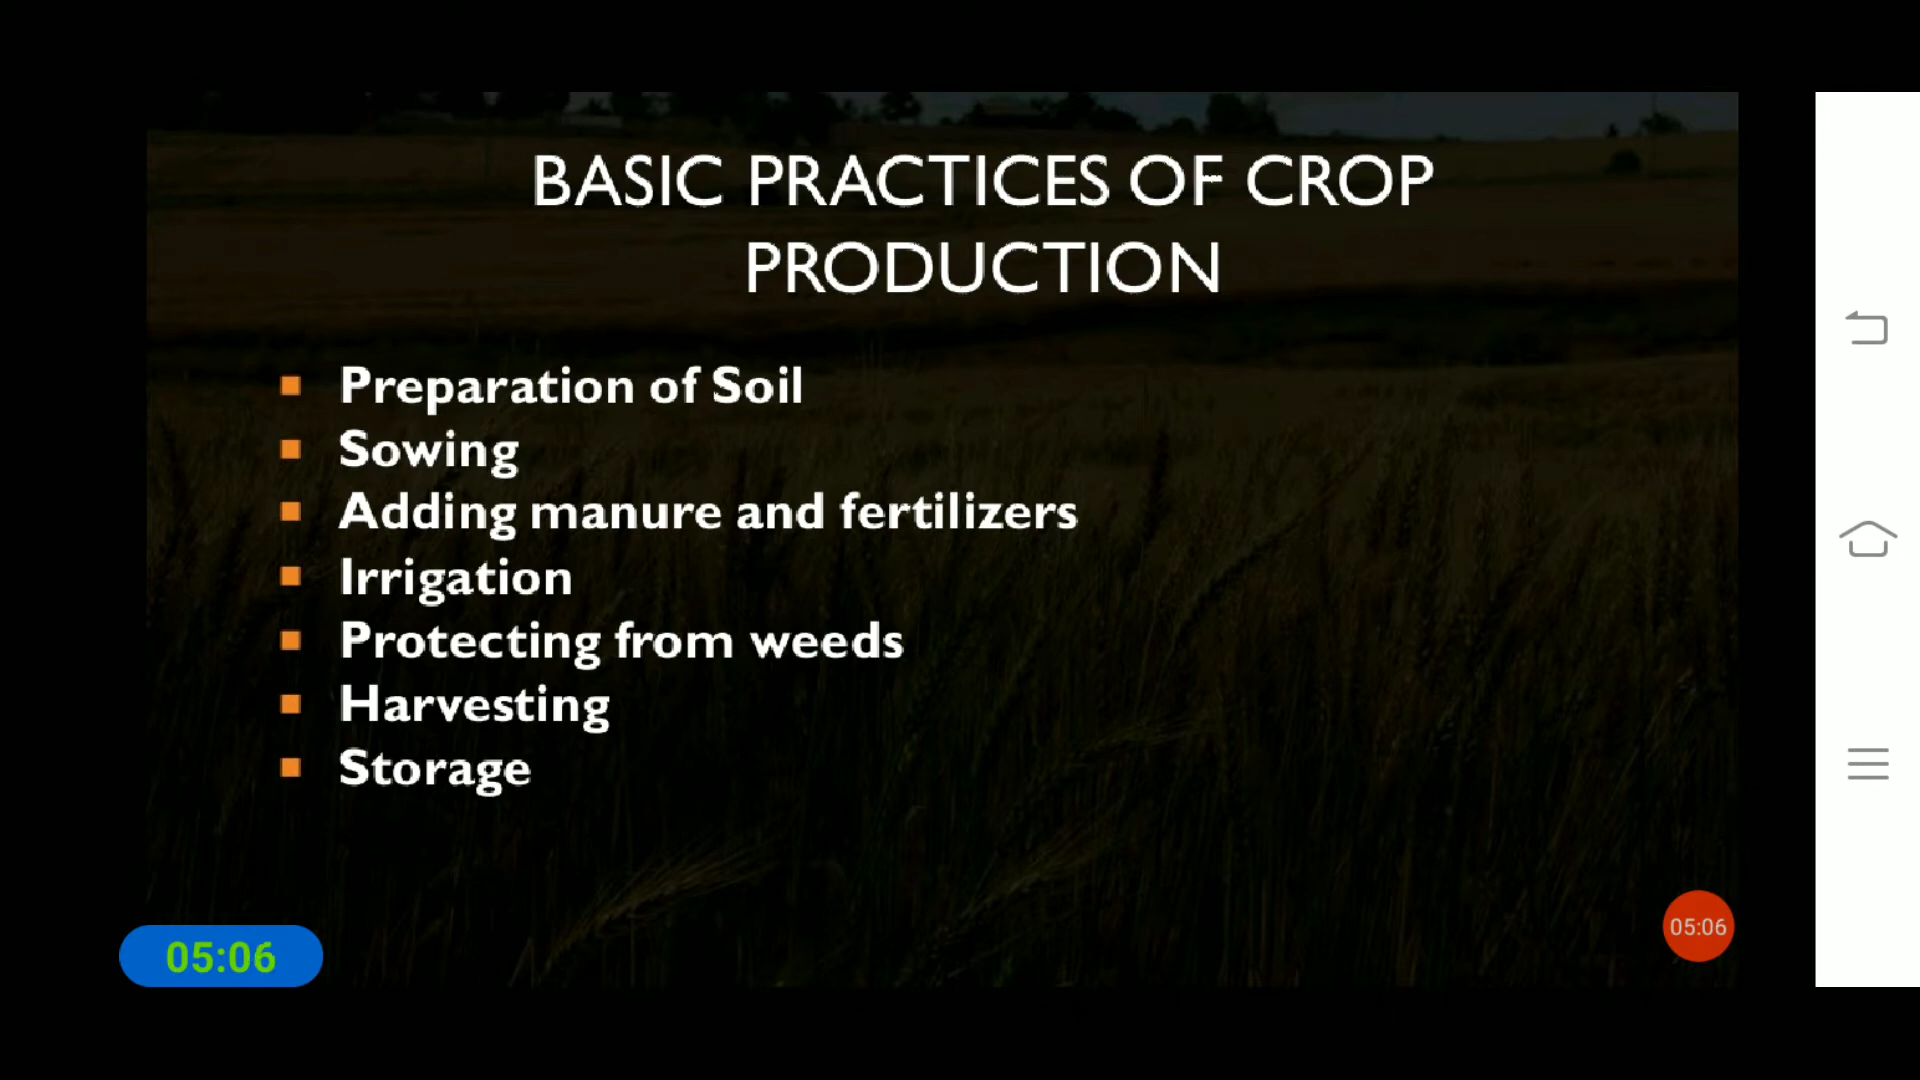 BASIC PRACTICES OF CROP
PRODUCTION
Preparation of Soil
Sowing
Adding manure and fertilizers
Irrigation
Protecting from weeds
Harvesting
Storage
05:06
05:06